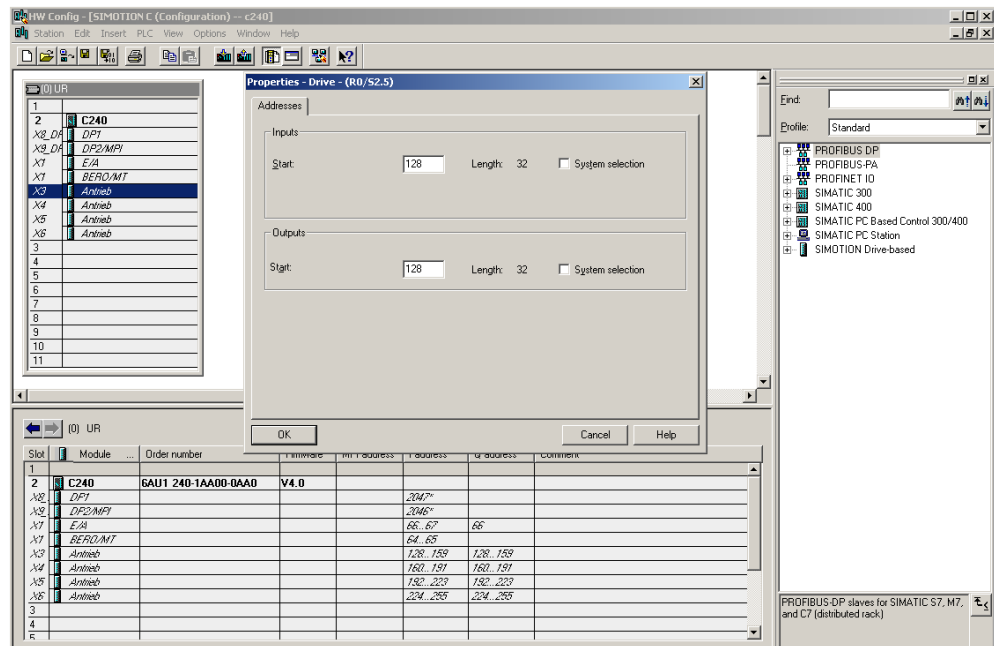 HW Config - [SIMOTION C (Configuration) -- c240]
Station Edit Insert PLC View Options Window Help
(0) UR
1
2 C240
X8_DP DP1
X9_DP DP2/MPI
X1 E/A
X1 BERO/MT
X3 Antrieb
X4 Antrieb
X5 Antrieb
X6 Antrieb
3
4
5
6
7
8
9
10
11
Properties - Drive - (R0/S2.5)
Addresses
Inputs
Start: 128 Length: 32 System selection
Outputs
Start: 128 Length: 32 System selection
OK Cancel Help
Find:
Profile: Standard
PROFIBUS DP
PROFIBUS-PA
PROFINET IO
SIMATIC 300
SIMATIC 400
SIMATIC PC Based Control 300/400
SIMATIC PC Station
SIMOTION Drive-based
PROFIBUS-DP slaves for SIMATIC S7, M7,
and C7 (distributed rack)
(0) UR
Slot Module ... Order number Firmware MPI address I address Q address Comment
1
2 C240 6AU1 240-1AA00-0AA0 V4.0
X8 DP1 2047*
X9 DP2/MPI 2046*
X1 E/A 66...67 66
X1 BERO/MT 64...65
X3 Antrieb 128...159 128...159
X4 Antrieb 160...191 160...191
X5 Antrieb 192...223 192...223
X6 Antrieb 224...255 224...255
3
4
5